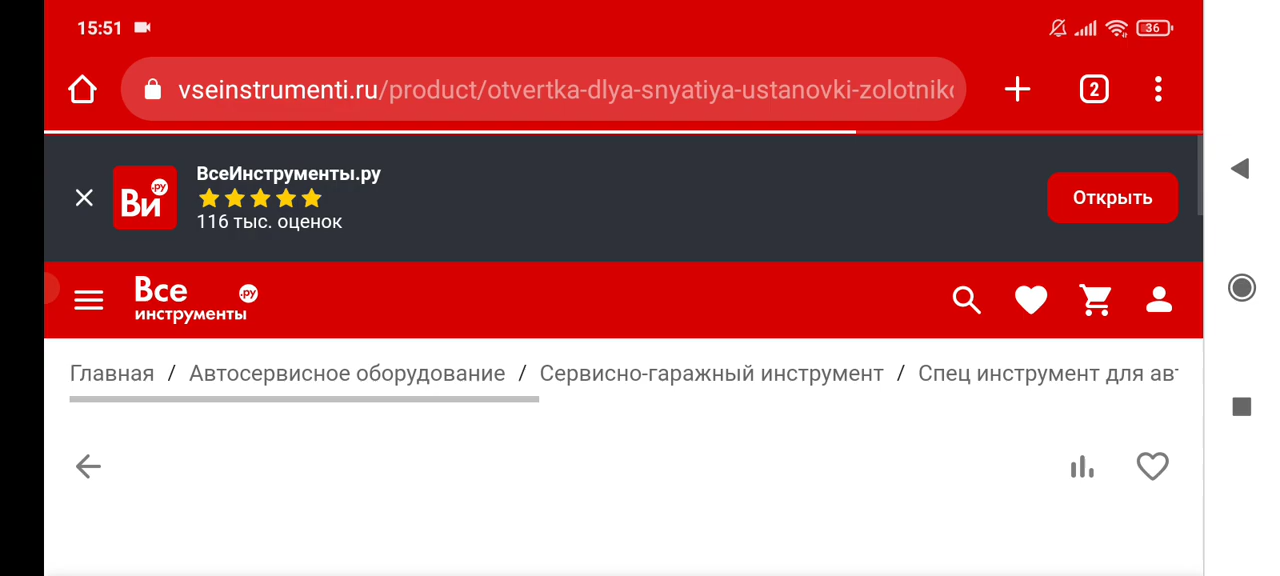 15:51
36
vseinstrumenti.ru/product/otvertka-dlya-snyatiya-ustanovki-zolotnik
2
Ви .РУ
ВсеИнструменты.ру
116 тыс. оценок
Открыть
Все .РУ
инструменты
Главная / Автосервисное оборудование / Сервисно-гаражный инструмент / Спец инструмент для ав